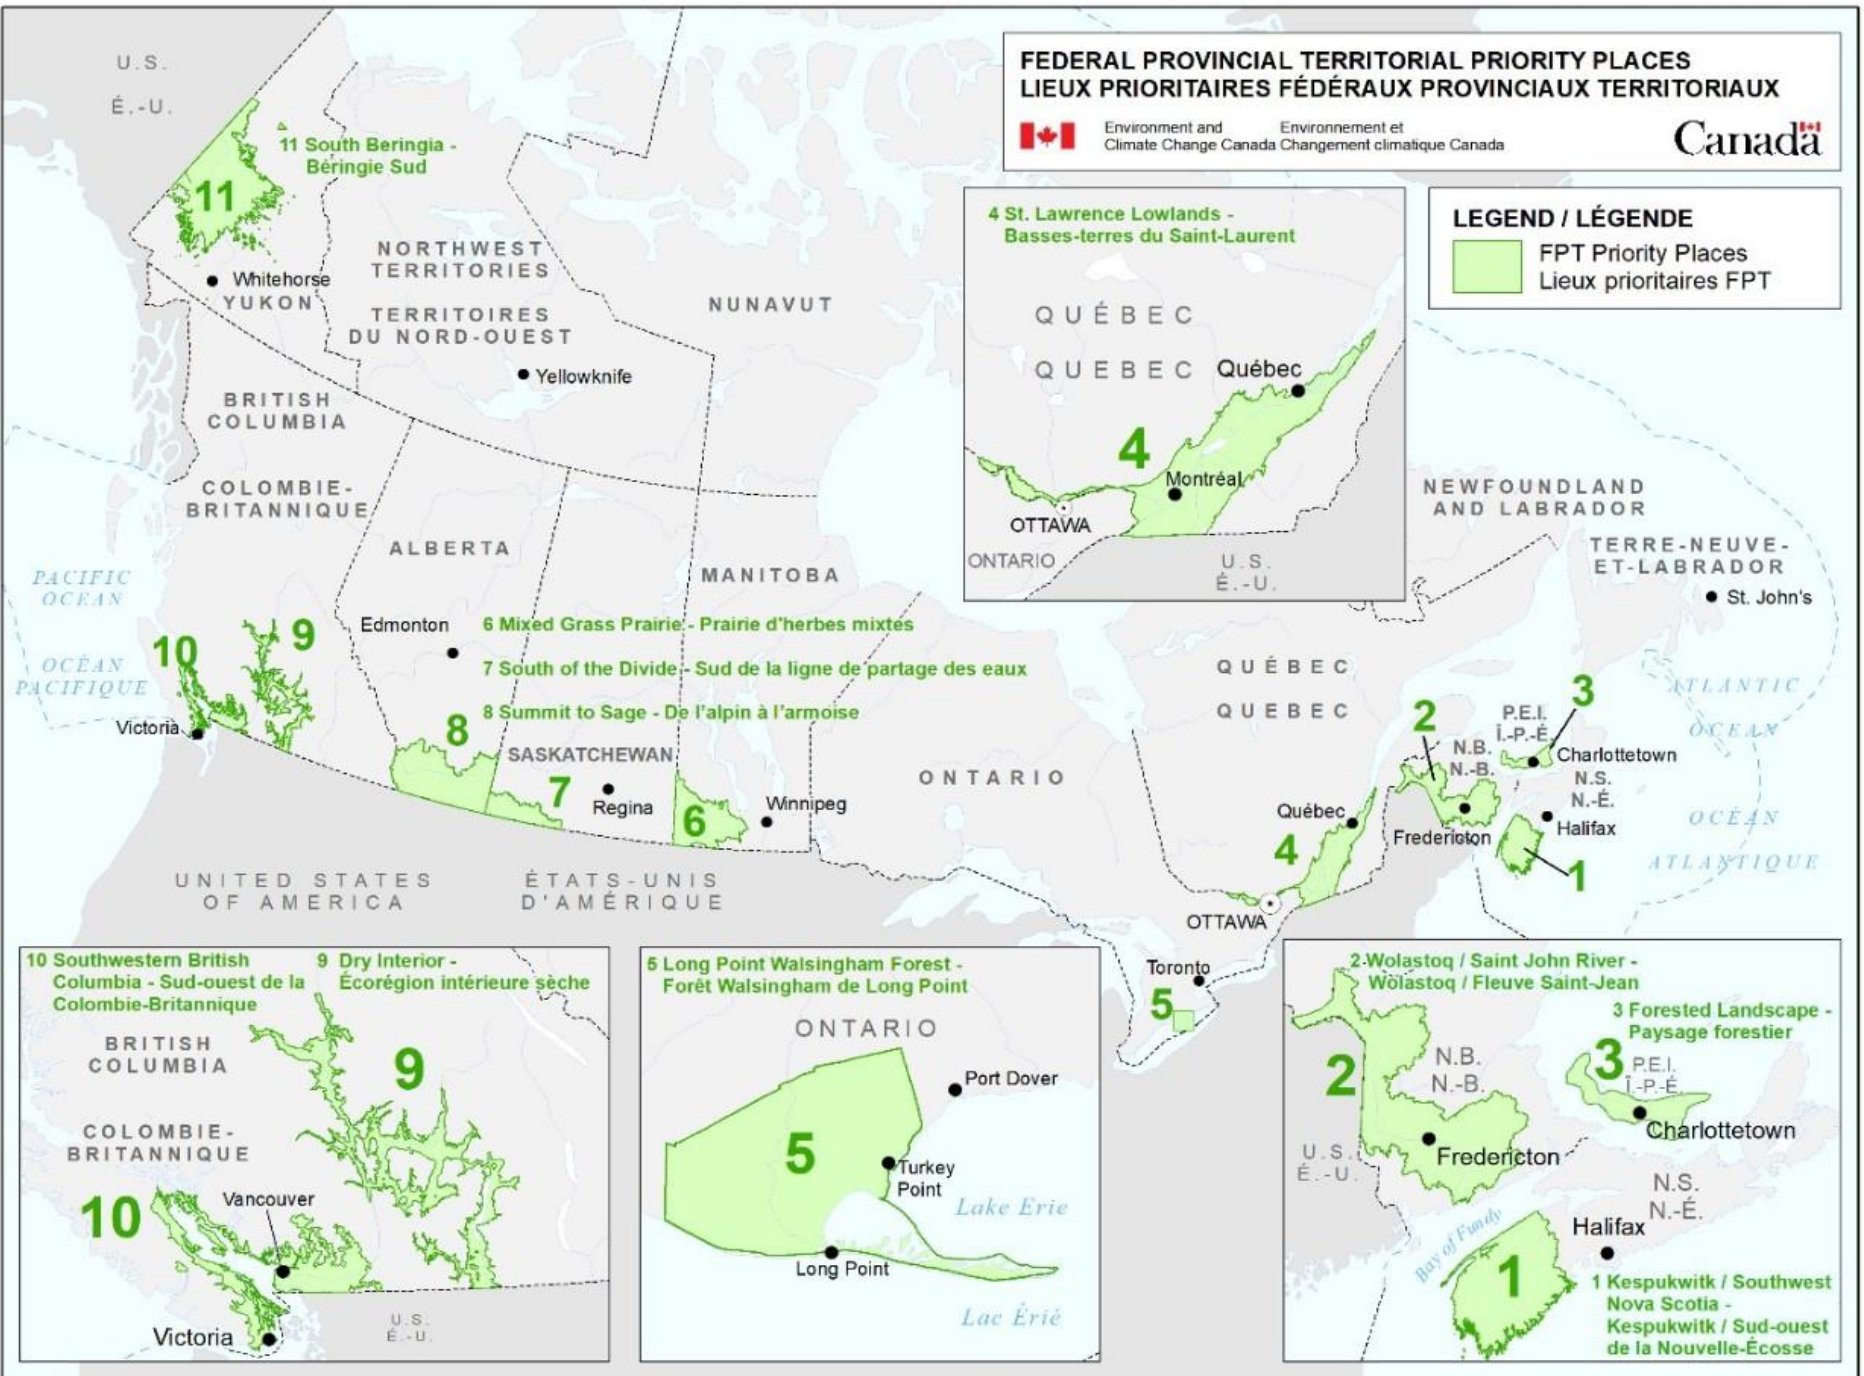 FEDERAL PROVINCIAL TERRITORIAL PRIORITY PLACES
LIEUX PRIORITAIRES FÉDÉRAUX PROVINCIAUX TERRITORIAUX
Environment and
Climate Change Canada
Environnement et
Changement climatique Canada
Canada
LEGEND / LÉGENDE
FPT Priority Places
Lieux prioritaires FPT
U.S.
É.-U.
11 South Beringia -
Béringie Sud
11
Whitehorse
YUKON
NORTHWEST
TERRITORIES
TERRITOIRES
DU NORD-OUEST
Yellowknife
NUNAVUT
BRITISH
COLUMBIA
COLOMBIE-
BRITANNIQUE
ALBERTA
MANITOBA
PACIFIC
OCEAN
OCÉAN
PACIFIQUE
10
9
Victoria
Edmonton
6 Mixed Grass Prairie - Prairie d'herbes mixtes
7 South of the Divide - Sud de la ligne de partage des eaux
8 Summit to Sage - De l'alpin à l'armoise
8
SASKATCHEWAN
7
Regina
6
Winnipeg
ONTARIO
UNITED STATES
OF AMERICA
ÉTATS-UNIS
D'AMÉRIQUE
4 St. Lawrence Lowlands -
Basses-terres du Saint-Laurent
QUÉBEC
QUEBEC
Québec
4
Montréal
OTTAWA
ONTARIO
U.S.
É.-U.
NEWFOUNDLAND
AND LABRADOR
TERRE-NEUVE-
ET-LABRADOR
St. John's
QUÉBEC
QUEBEC
ATLANTIC
OCEAN
OCÉAN
ATLANTIQUE
2
3
P.E.I.
Î.-P.-É.
N.B.
N.-B.
Charlottetown
N.S.
N.-É.
Fredericton
Halifax
1
Québec
4
OTTAWA
Toronto
5
10 Southwestern British
Columbia - Sud-ouest de la
Colombie-Britannique
9 Dry Interior -
Écorégion intérieure sèche
BRITISH
COLUMBIA
COLOMBIE-
BRITANNIQUE
9
10
Vancouver
Victoria
U.S.
É.-U.
5 Long Point Walsingham Forest -
Forêt Walsingham de Long Point
ONTARIO
Port Dover
5
Turkey
Point
Lake Erie
Long Point
Lac Érié
2 Wolastoq / Saint John River -
Wolastoq / Fleuve Saint-Jean
3 Forested Landscape -
Paysage forestier
2
N.B.
N.-B.
3
P.E.I.
Î.-P.-É.
Charlottetown
U.S.
É.-U.
Fredericton
N.S.
N.-É.
Bay of Fundy
Halifax
1
1 Kespukwitk / Southwest
Nova Scotia -
Kespukwitk / Sud-ouest
de la Nouvelle-Écosse